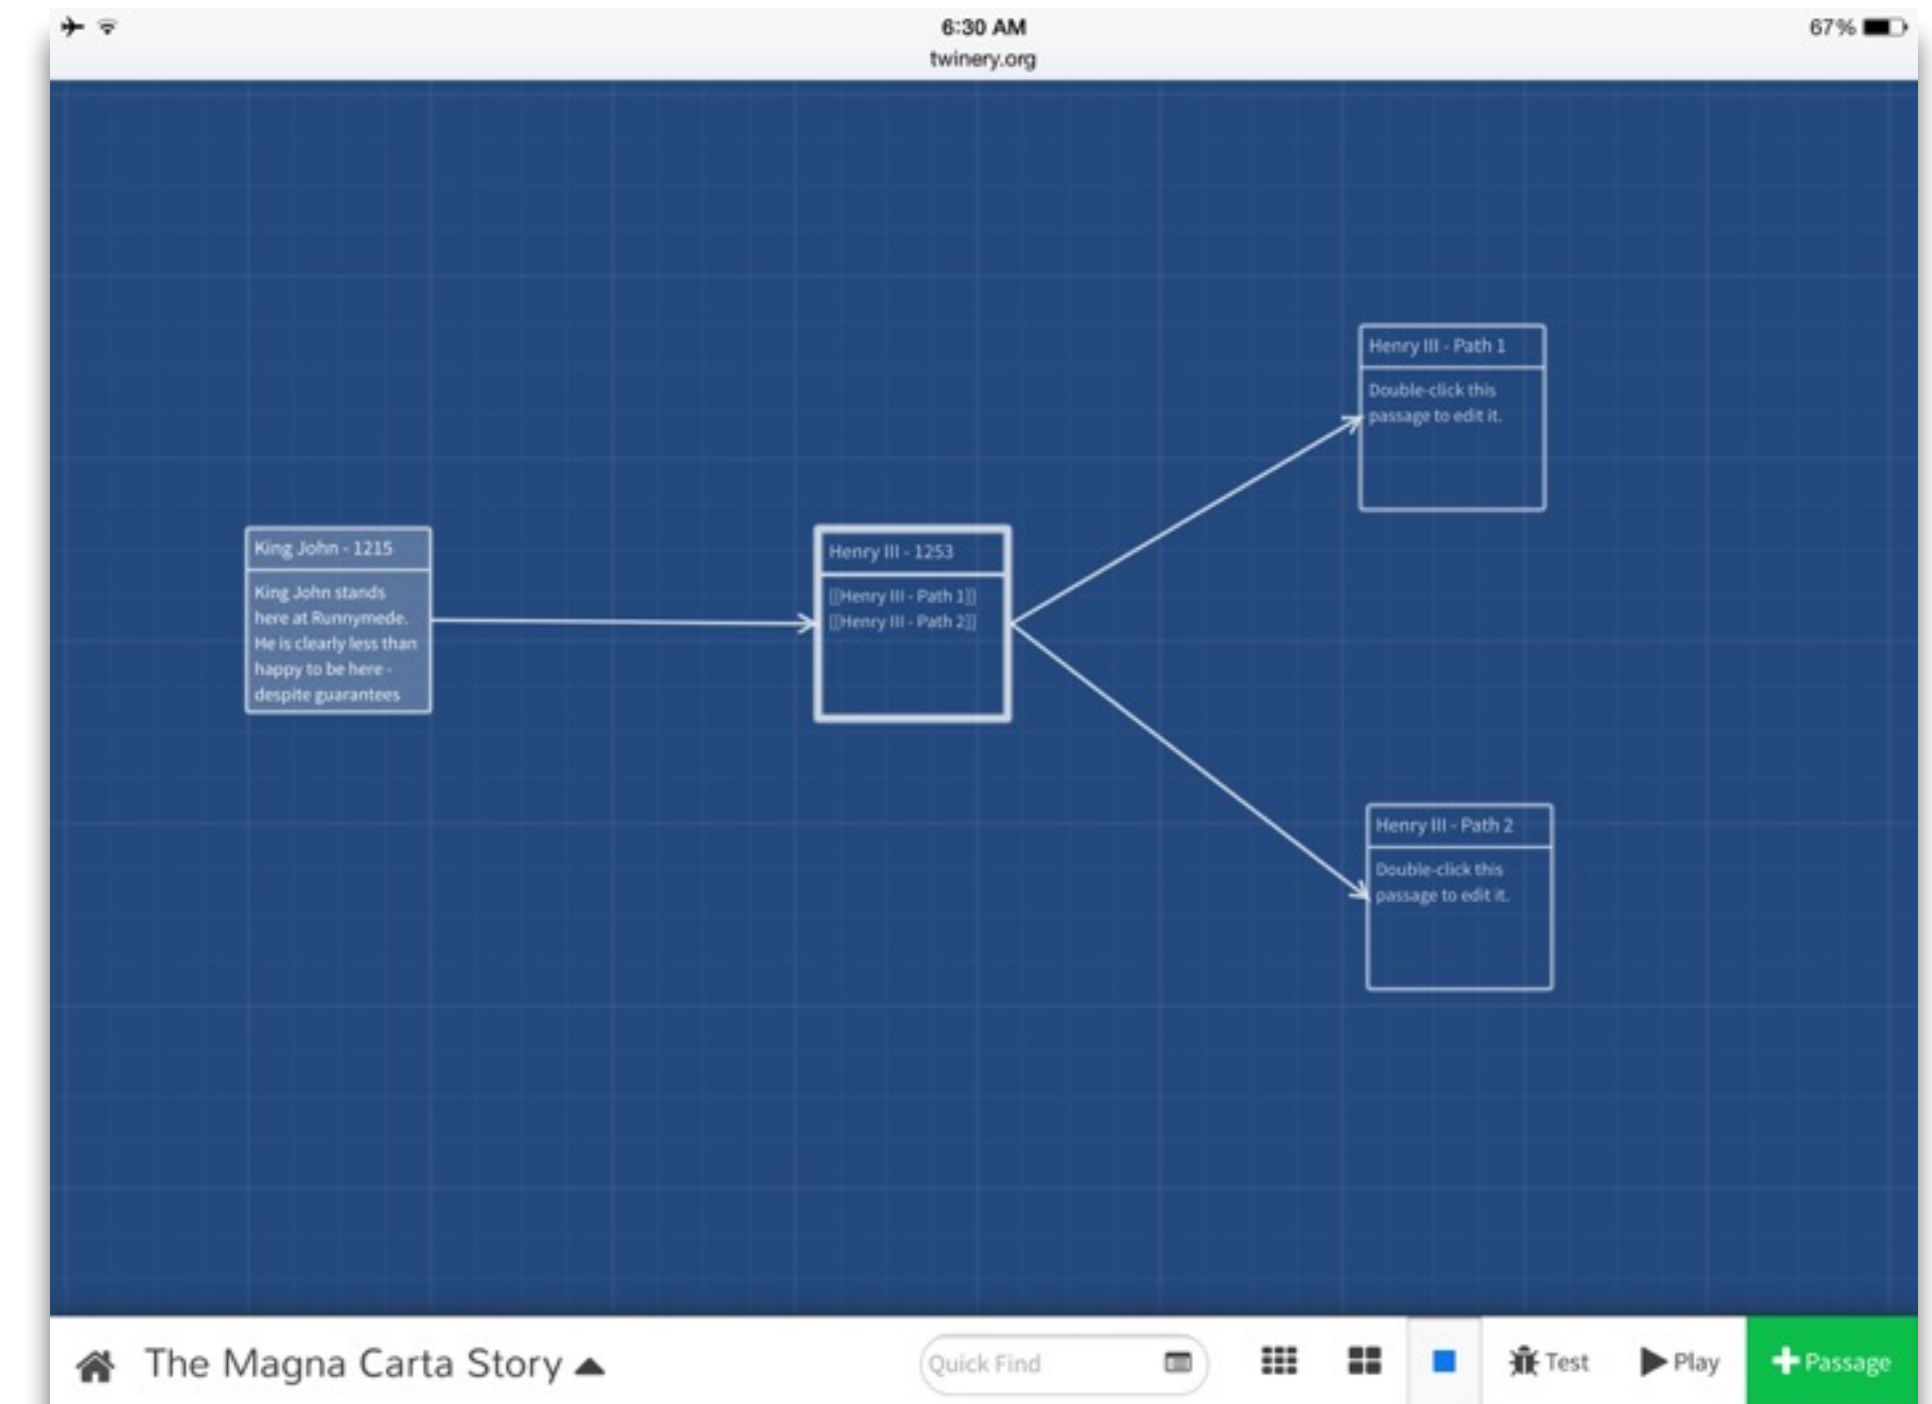 6:30 AM
67%
twinery.org
Henry III - Path 1
Double-click this
passage to edit it.
King John - 1215
King John stands
here at Runnymede.
He is clearly less than
happy to be here -
despite guarantees
Henry III - 1253
[[Henry III - Path 1]]
[[Henry III - Path 2]]
Henry III - Path 2
Double-click this
passage to edit it.
The Magna Carta Story
Quick Find
Test
Play
Passage